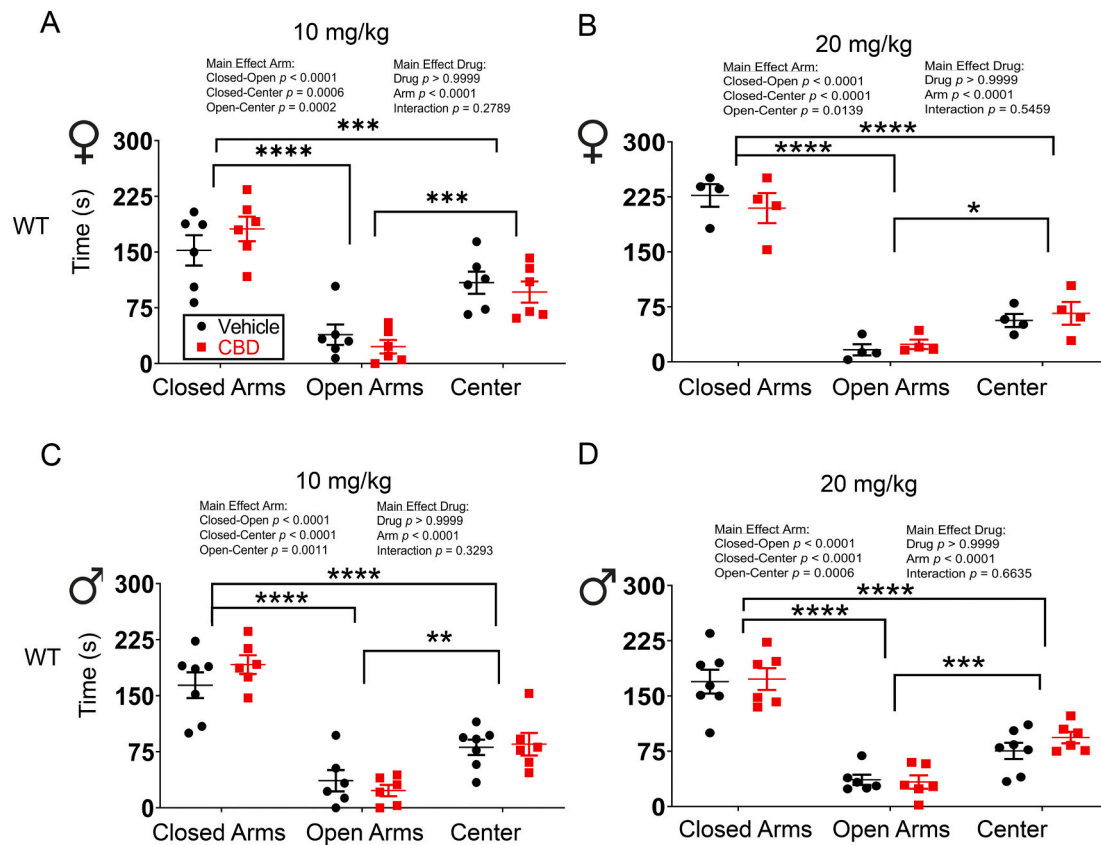 A
10 mg/kg
Main Effect Arm:
Closed-Open p < 0.0001
Closed-Center p = 0.0006
Open-Center p = 0.0002
Main Effect Drug:
Drug p > 0.9999
Arm p < 0.0001
Interaction p = 0.2789
♀
WT
Time (s)
300
225
150
75
0
***
****
***
Vehicle
CBD
Closed Arms
Open Arms
Center
B
20 mg/kg
Main Effect Arm:
Closed-Open p < 0.0001
Closed-Center p < 0.0001
Open-Center p = 0.0139
Main Effect Drug:
Drug p > 0.9999
Arm p < 0.0001
Interaction p = 0.5459
♀
300
225
150
75
0
****
****
*
Closed Arms
Open Arms
Center
C
10 mg/kg
Main Effect Arm:
Closed-Open p < 0.0001
Closed-Center p < 0.0001
Open-Center p = 0.0011
Main Effect Drug:
Drug p > 0.9999
Arm p < 0.0001
Interaction p = 0.3293
♂
WT
Time (s)
300
225
150
75
0
****
****
**
Closed Arms
Open Arms
Center
D
20 mg/kg
Main Effect Arm:
Closed-Open p < 0.0001
Closed-Center p < 0.0001
Open-Center p = 0.0006
Main Effect Drug:
Drug p > 0.9999
Arm p < 0.0001
Interaction p = 0.6635
♂
300
225
150
75
0
****
****
***
Closed Arms
Open Arms
Center